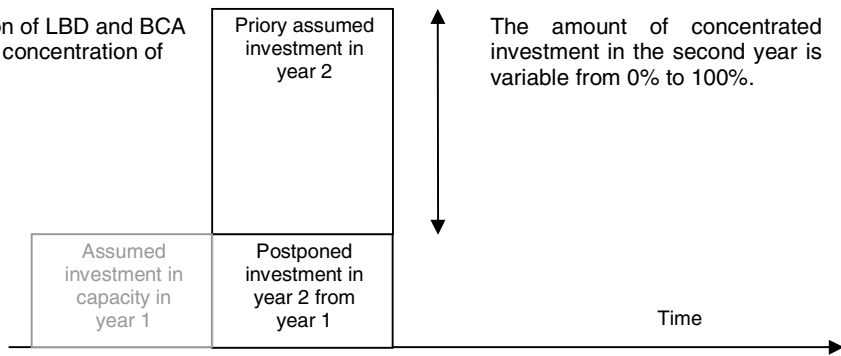 on of LBD and BCA
concentration of
Priory assumed
investment in
year 2
The amount of concentrated
investment in the second year is
variable from 0% to 100%.
Assumed
investment in
capacity in
year 1
Postponed
investment in
year 2 from
year 1
Time